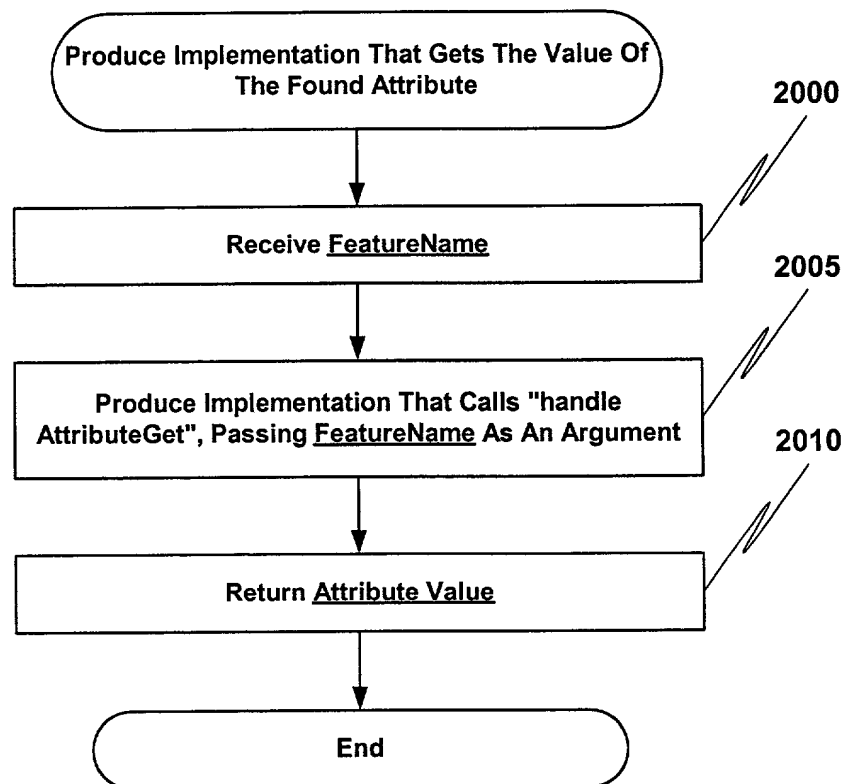 Produce Implementation That Gets The Value Of
The Found Attribute
2000
Receive FeatureName
2005
Produce Implementation That Calls "handle
AttributeGet", Passing FeatureName As An Argument
2010
Return Attribute Value
End